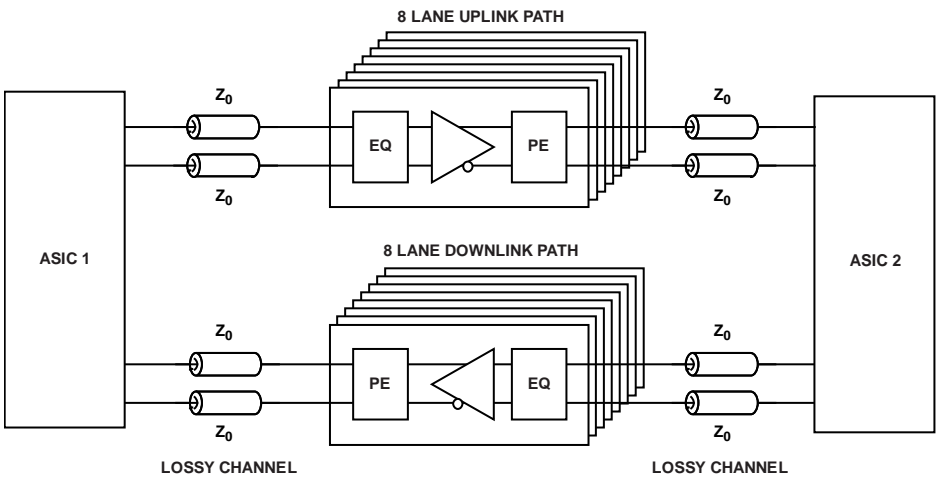 8 LANE UPLINK PATH
Z0 Z0
EQ PE
Z0 Z0
8 LANE DOWNLINK PATH
ASIC 1 ASIC 2
Z0 Z0
PE EQ
Z0 Z0
LOSSY CHANNEL LOSSY CHANNEL